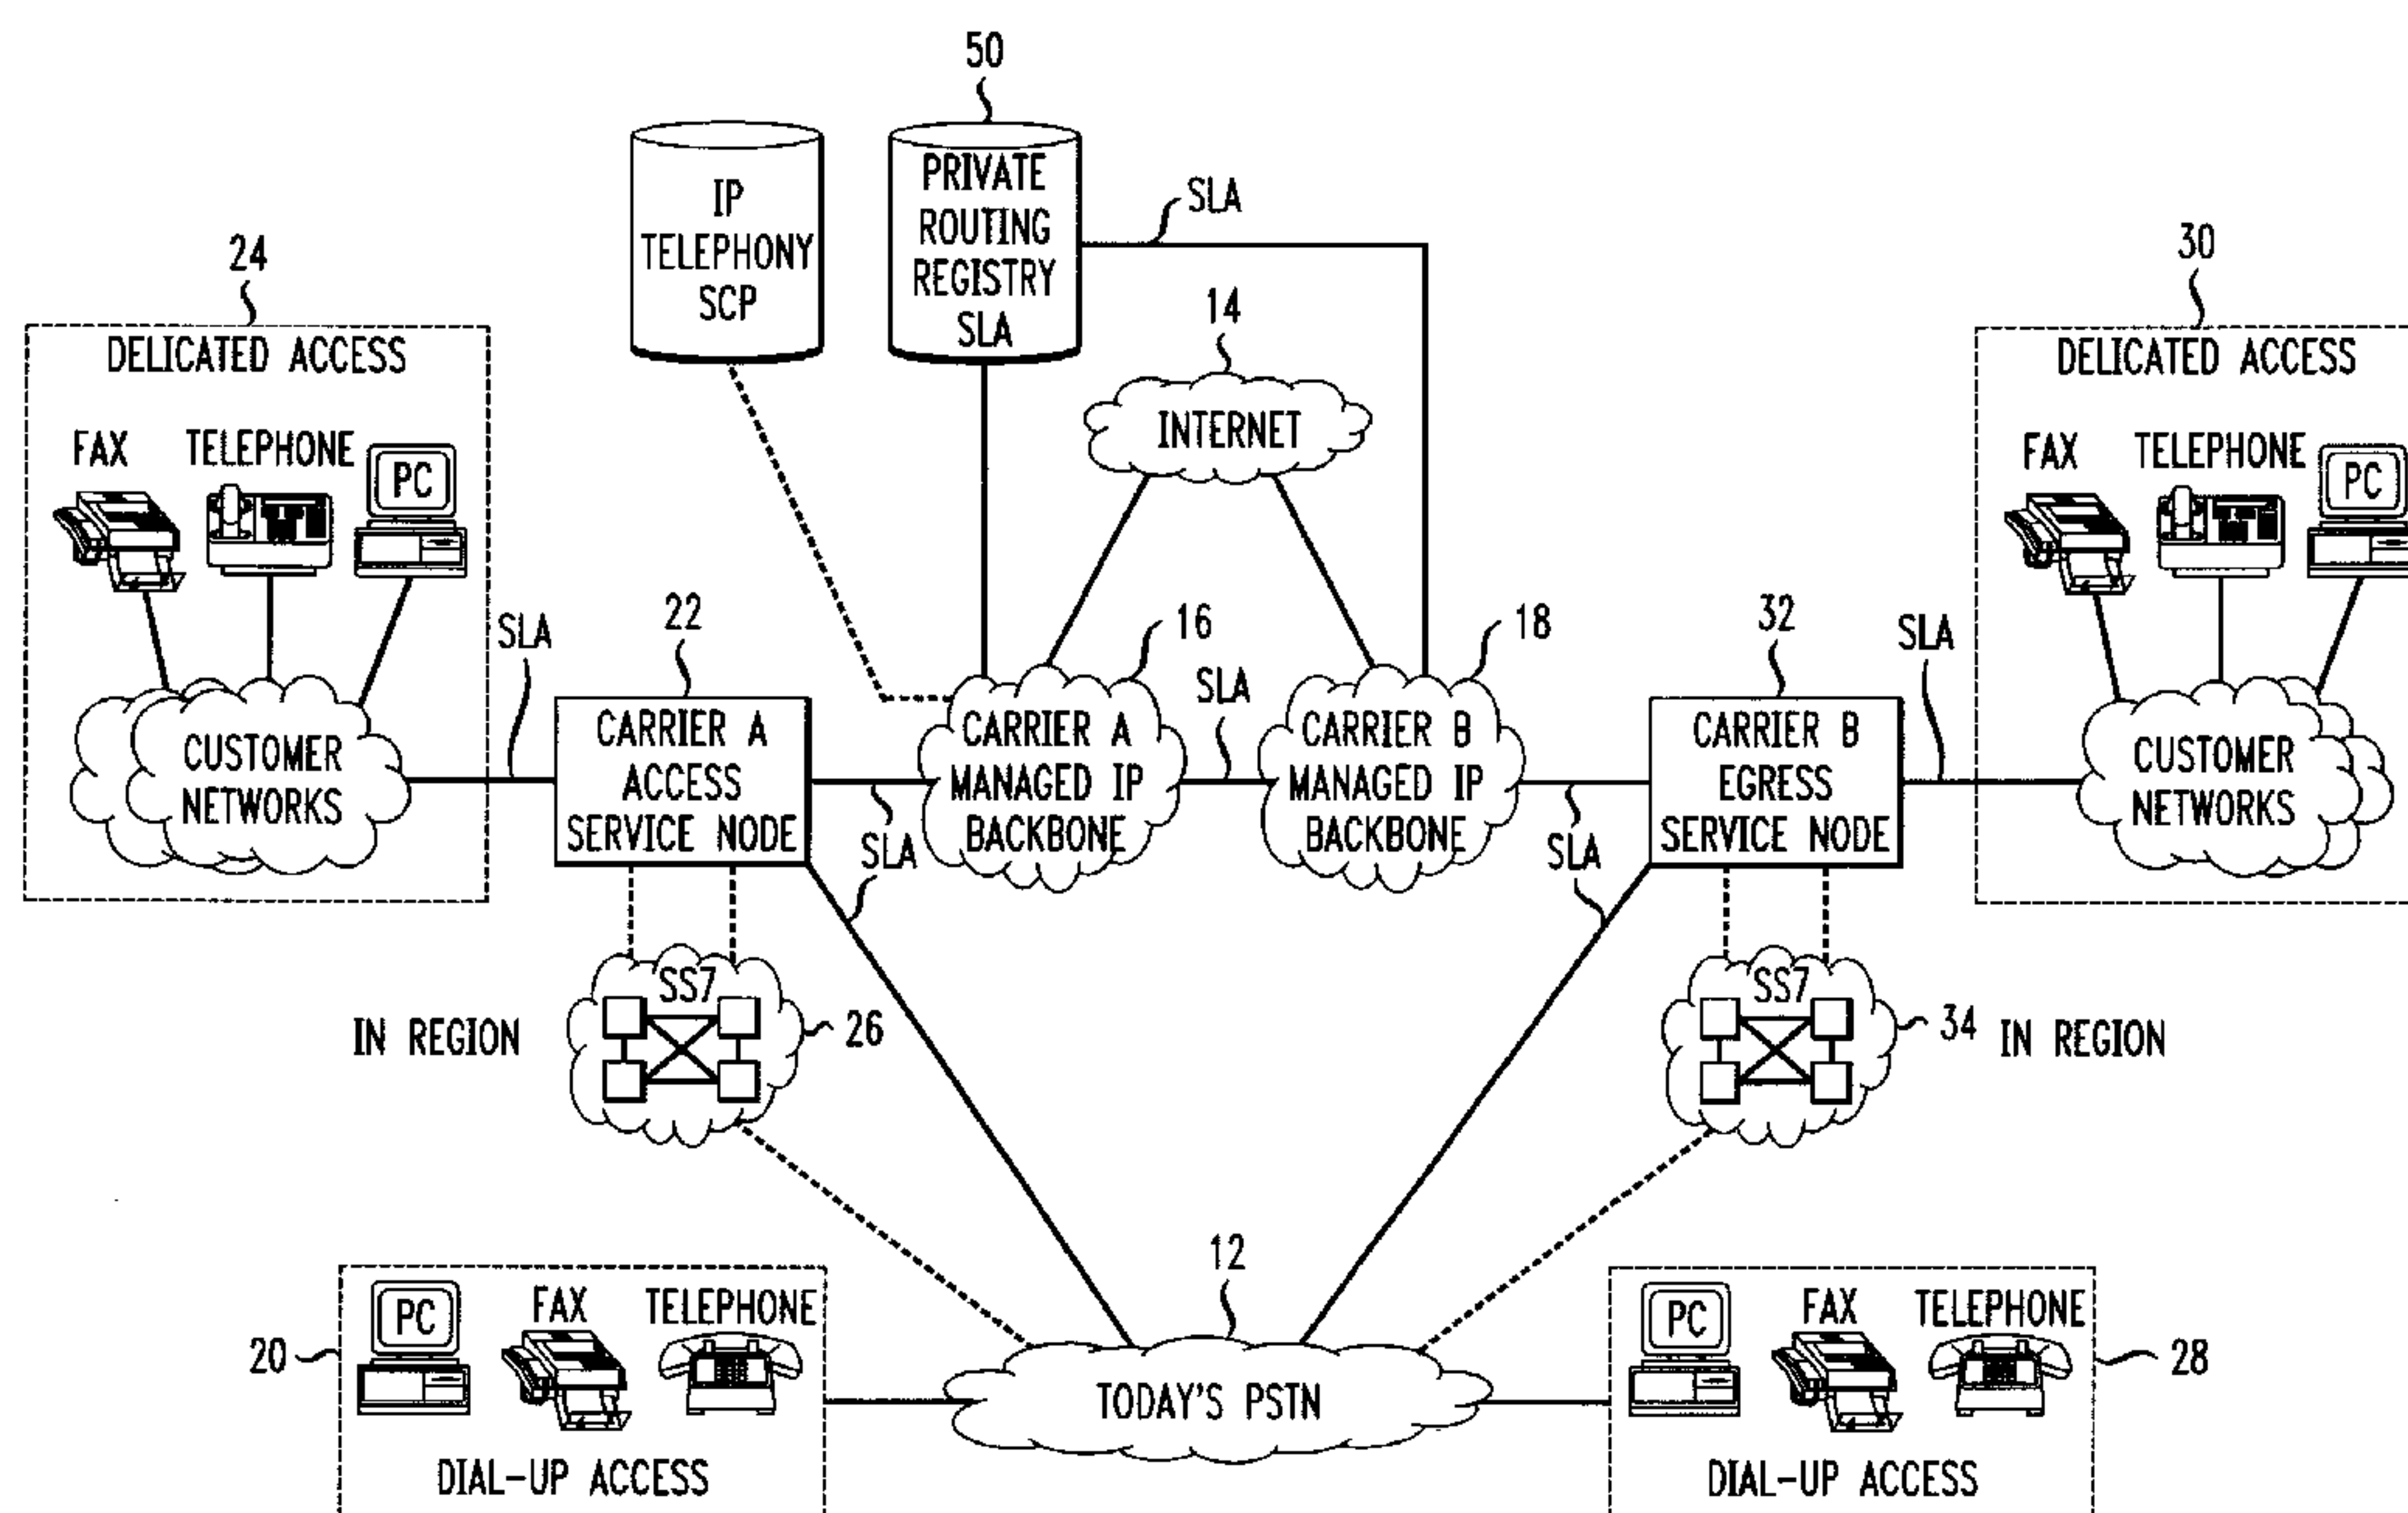 50
IP
TELEPHONY
SCP
PRIVATE
ROUTING
REGISTRY
SLA
SLA
24
DELICATED ACCESS
FAX
TELEPHONE
PC
CUSTOMER
NETWORKS
SLA
14
INTERNET
30
DELICATED ACCESS
FAX
TELEPHONE
PC
CUSTOMER
NETWORKS
SLA
22
CARRIER A
ACCESS
SERVICE NODE
SLA
16
CARRIER A
MANAGED IP
BACKBONE
SLA
18
CARRIER B
MANAGED IP
BACKBONE
SLA
32
CARRIER B
EGRESS
SERVICE NODE
IN REGION
SS7
26
SS7
34
IN REGION
20
PC
FAX
TELEPHONE
DIAL-UP ACCESS
12
TODAY'S PSTN
PC
FAX
TELEPHONE
28
DIAL-UP ACCESS